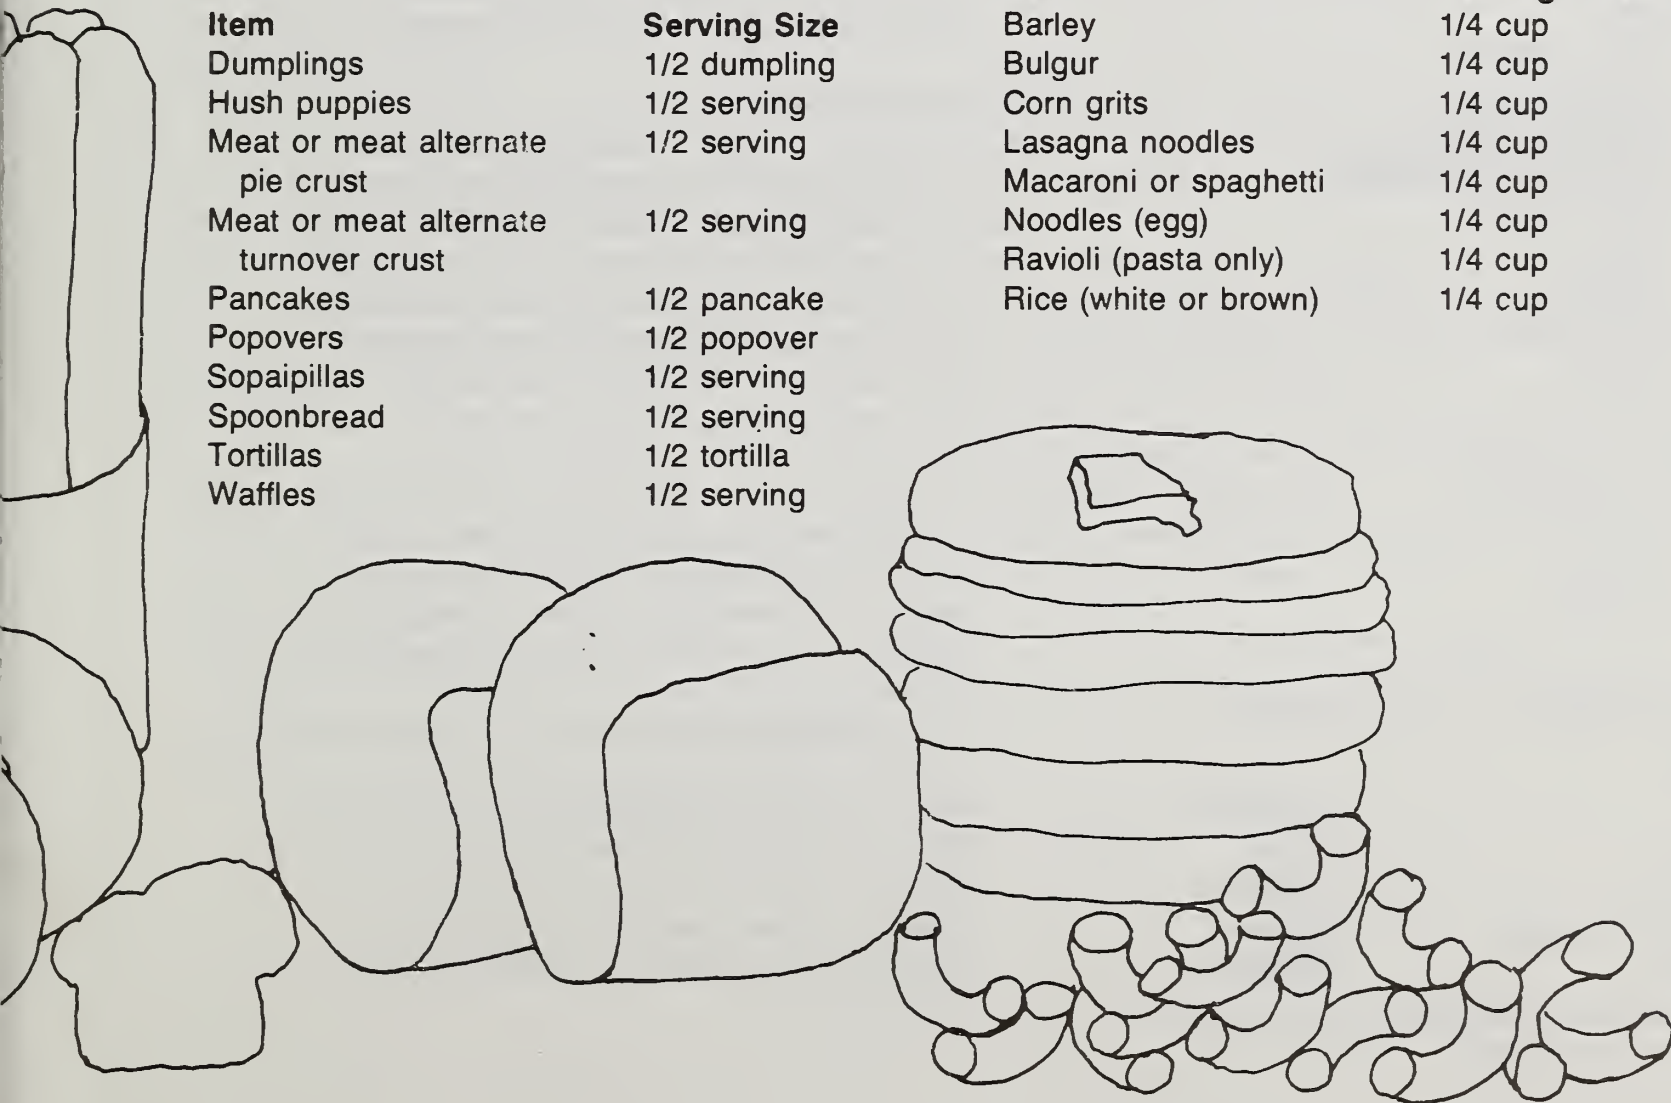 Item Serving Size
Dumplings 1/2 dumpling
Hush puppies 1/2 serving
Meat or meat alternate 1/2 serving
pie crust
Meat or meat alternate 1/2 serving
turnover crust
Pancakes 1/2 pancake
Popovers 1/2 popover
Sopaipillas 1/2 serving
Spoonbread 1/2 serving
Tortillas 1/2 tortilla
Waffles 1/2 serving
Barley 1/4 cup
Bulgur 1/4 cup
Corn grits 1/4 cup
Lasagna noodles 1/4 cup
Macaroni or spaghetti 1/4 cup
Noodles (egg) 1/4 cup
Ravioli (pasta only) 1/4 cup
Rice (white or brown) 1/4 cup